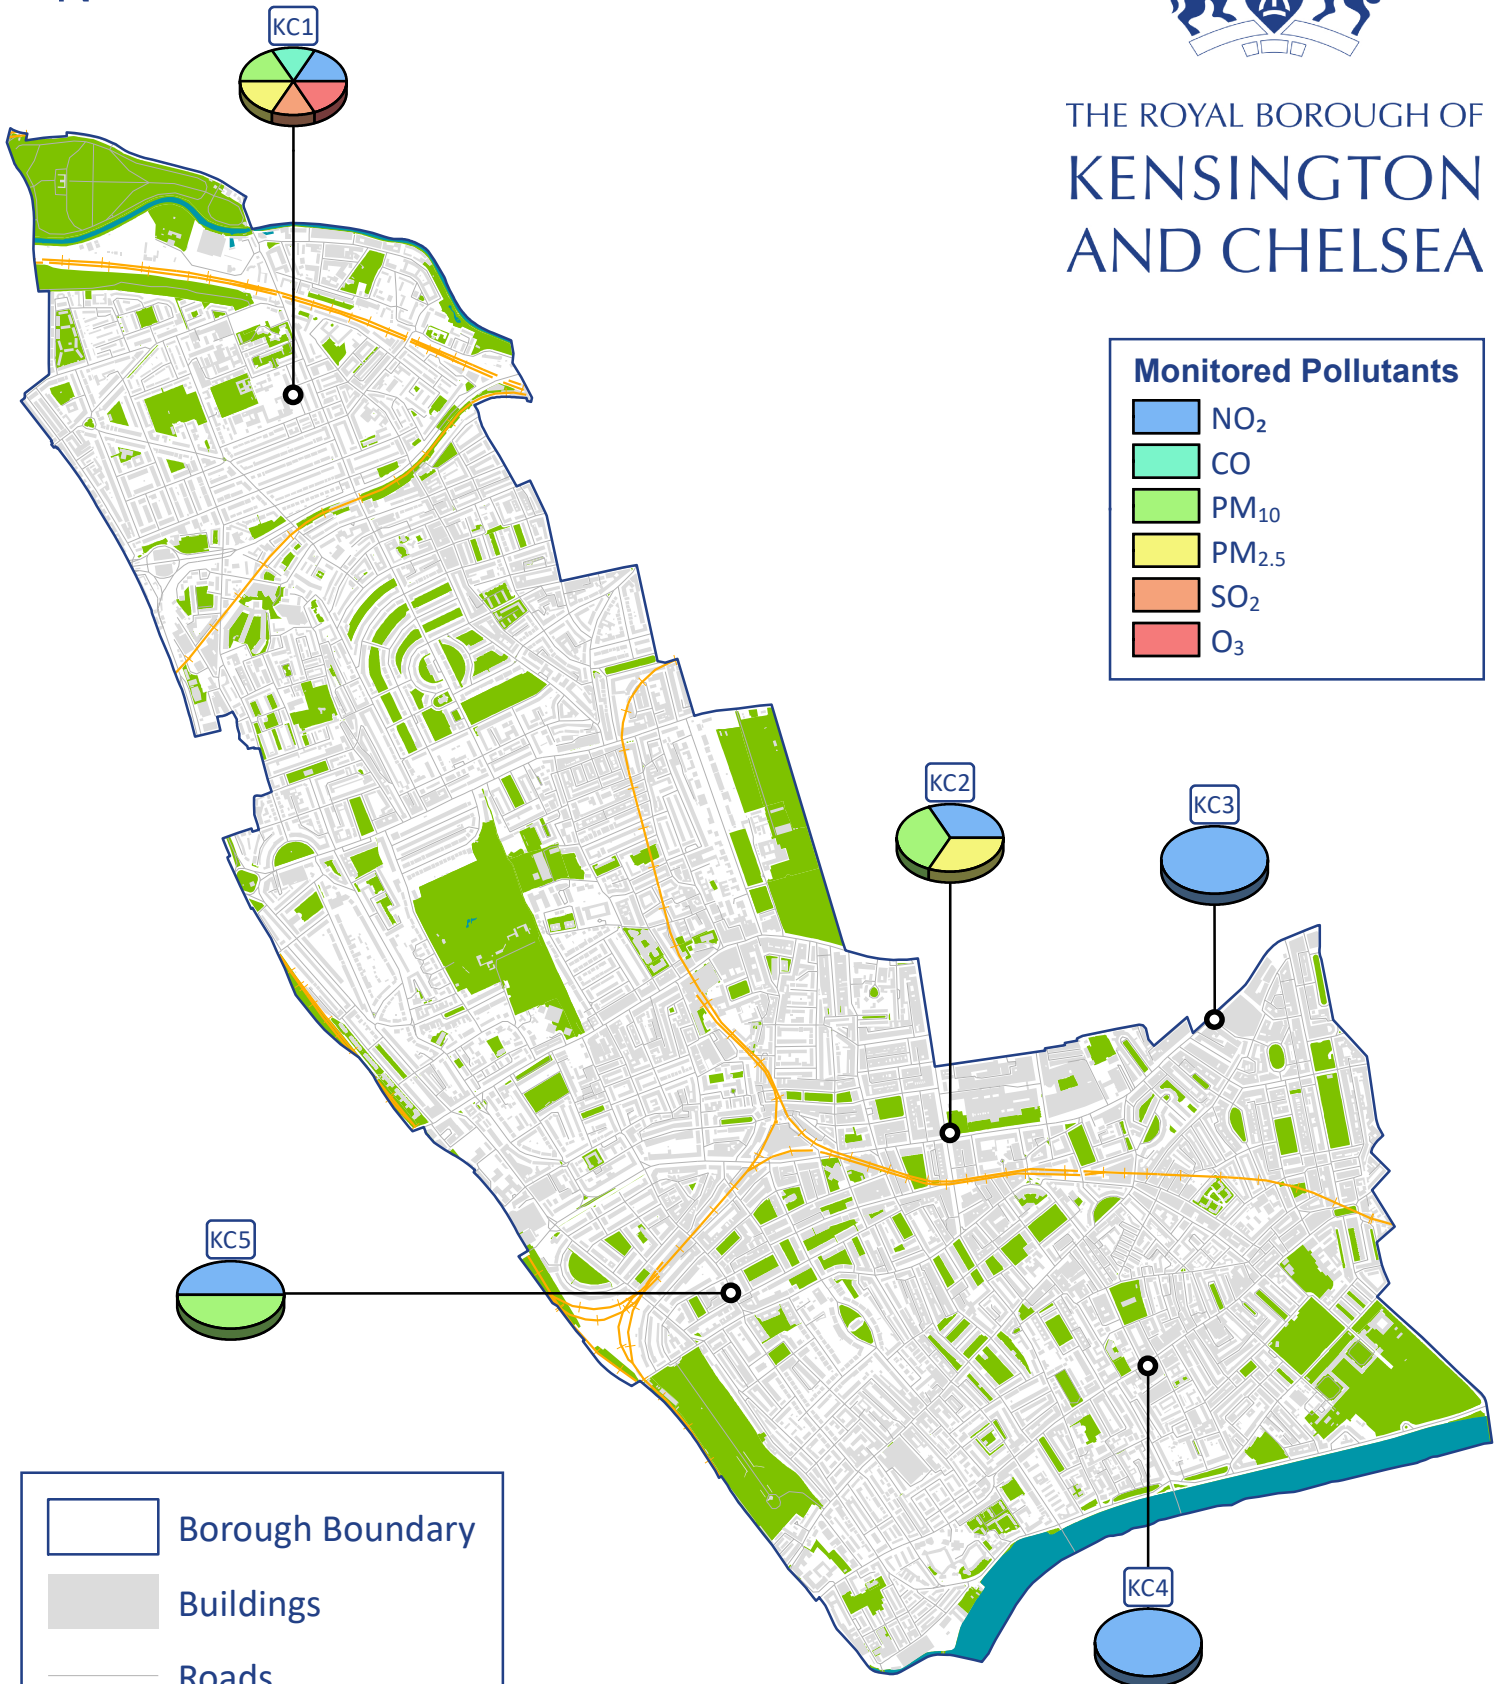 KC1
THE ROYAL BOROUGH OF
KENSINGTON
AND CHELSEA
Monitored Pollutants
NO₂
CO
PM₁₀
PM₂.₅
SO₂
O₃
KC2
KC3
KC5
KC4
Borough Boundary
Buildings
Roads